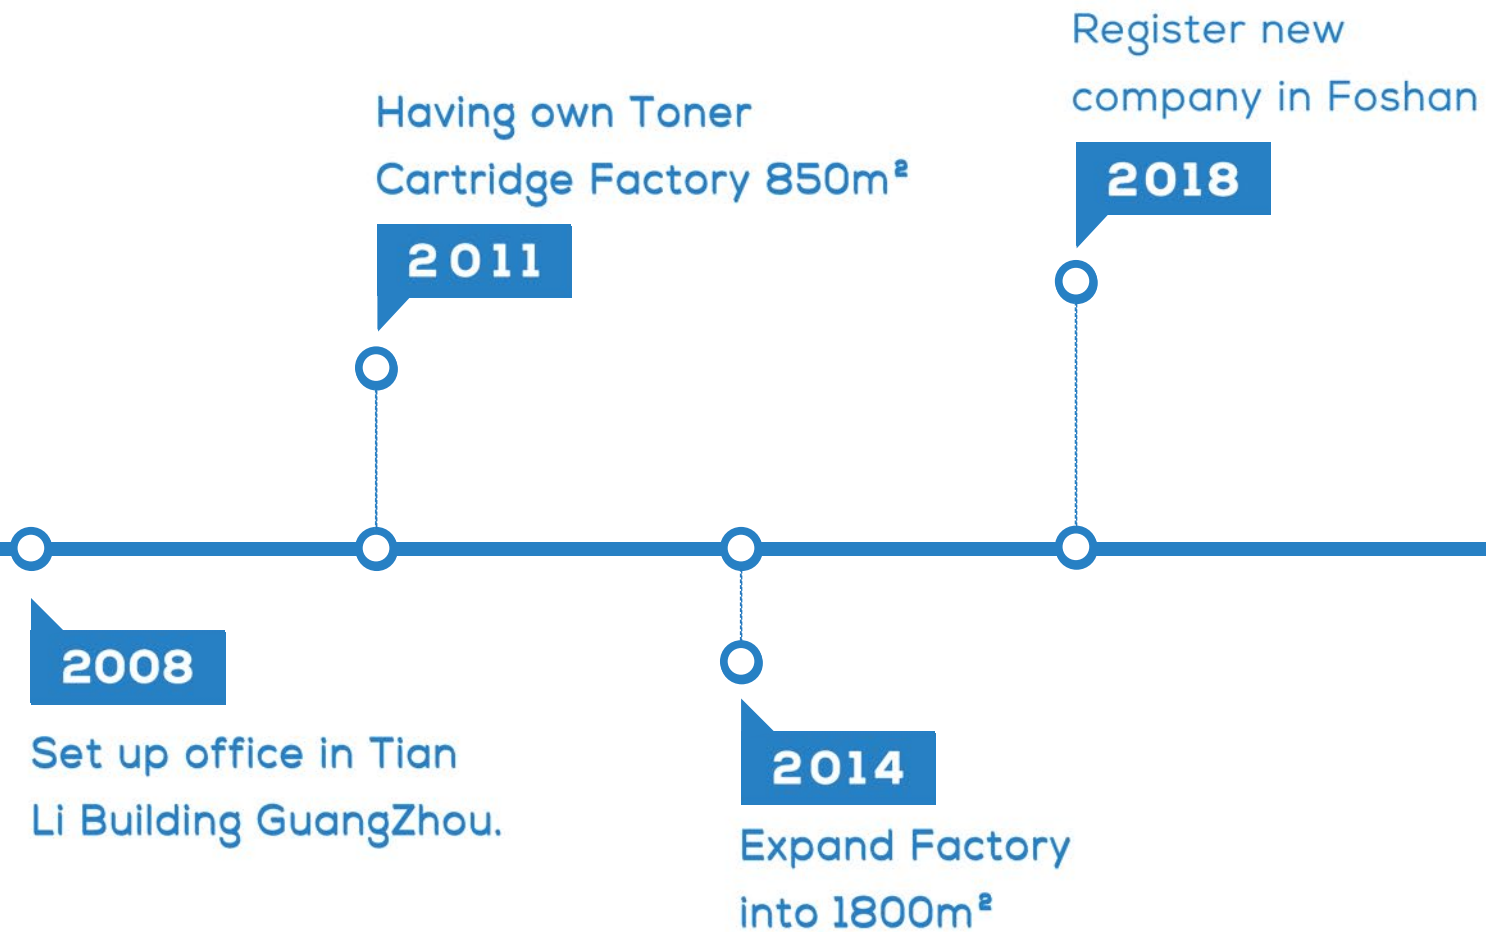 2008
Set up office in Tian
Li Building GuangZhou.
Having own Toner
Cartridge Factory 850m²
2011
2014
Expand Factory
into 1800m²
Register new
company in Foshan
2018